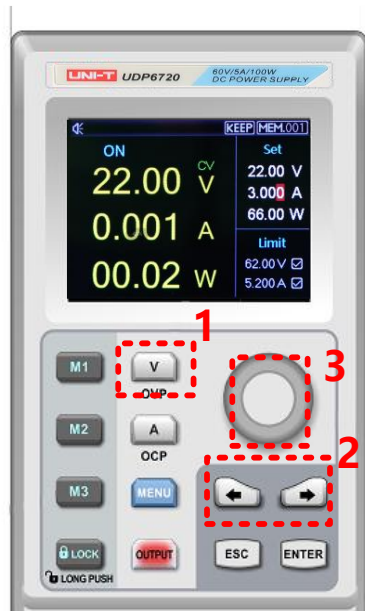 UNI-T UDP6720 60V/5A/100W
DC POWER SUPPLY
KEEP MEM.001
ON
CV
22.00 V
0.001 A
00.02 W
Set
22.00 V
3.000 A
66.00 W
Limit
62.00V
5.200A
1
3
M1
V
OVP
M2
A
OCP
2
M3
MENU
LOCK
LONG PUSH
OUTPUT
ESC
ENTER